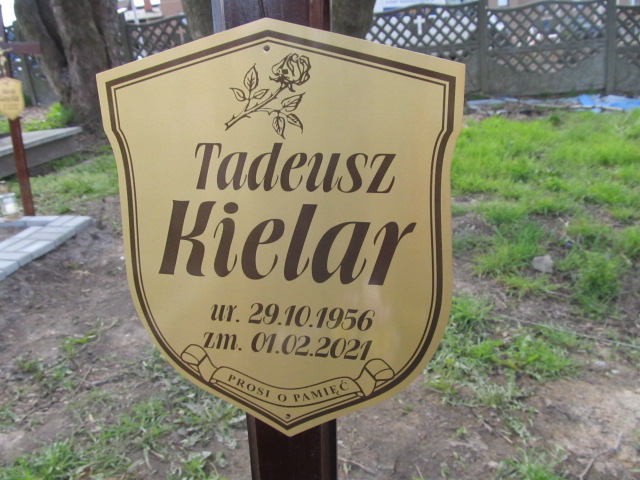 Tadeusz
Kielar
ur. 29.10.1956
zm. 01.02.2021
PROSI O PAMIĘĆ